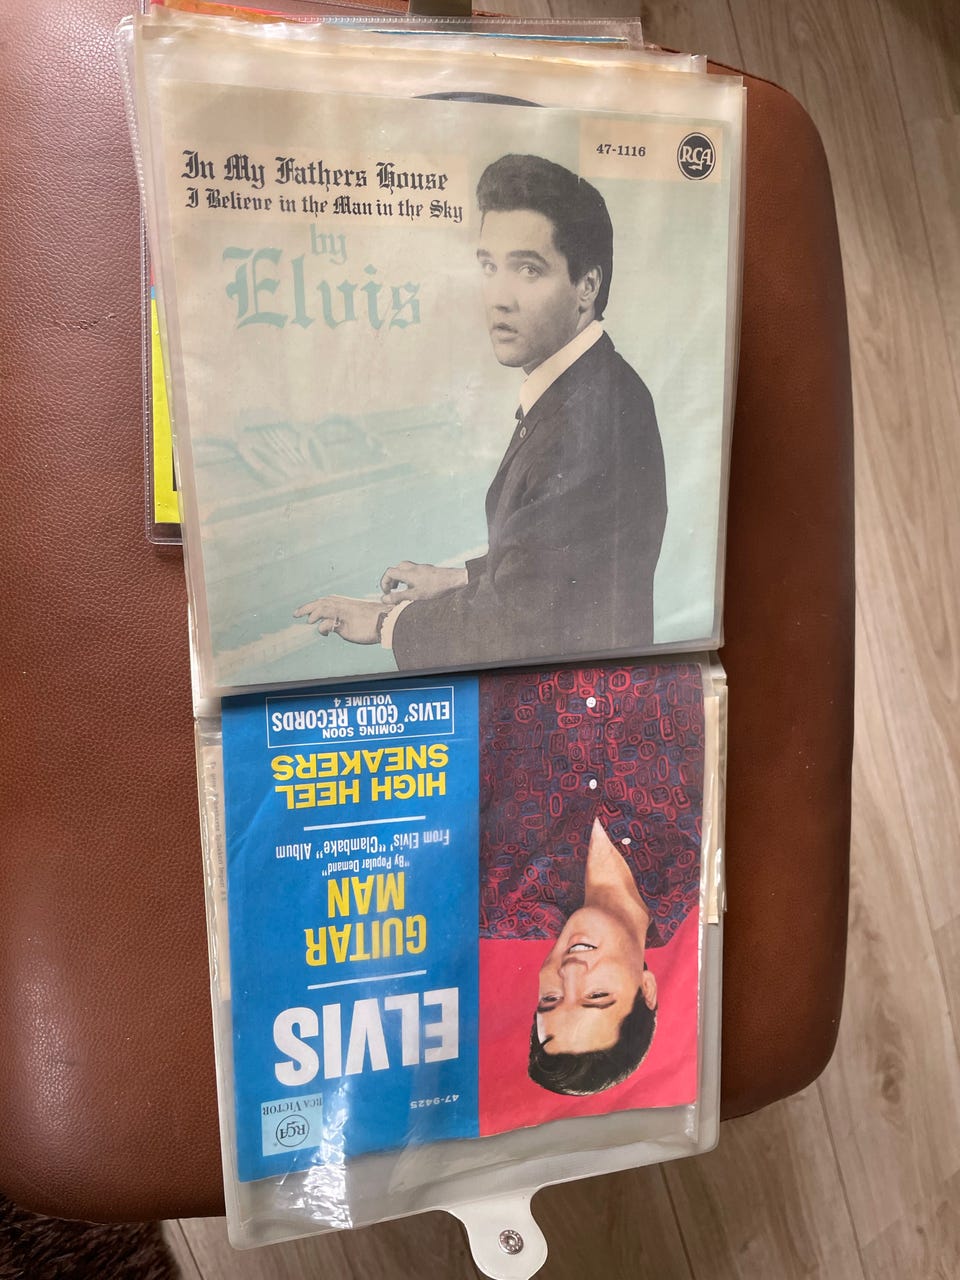 In My Fathers House
I Believe in the Man in the Sky
by
Elvis
47-1116
RCA
RCA
RCA VICTOR
47-9425
ELVIS
GUITAR
MAN
"By Popular Demand"
From Elvis' "Clambake" Album
HIGH HEEL
SNEAKERS
COMING SOON
ELVIS' GOLD RECORDS
VOLUME 4